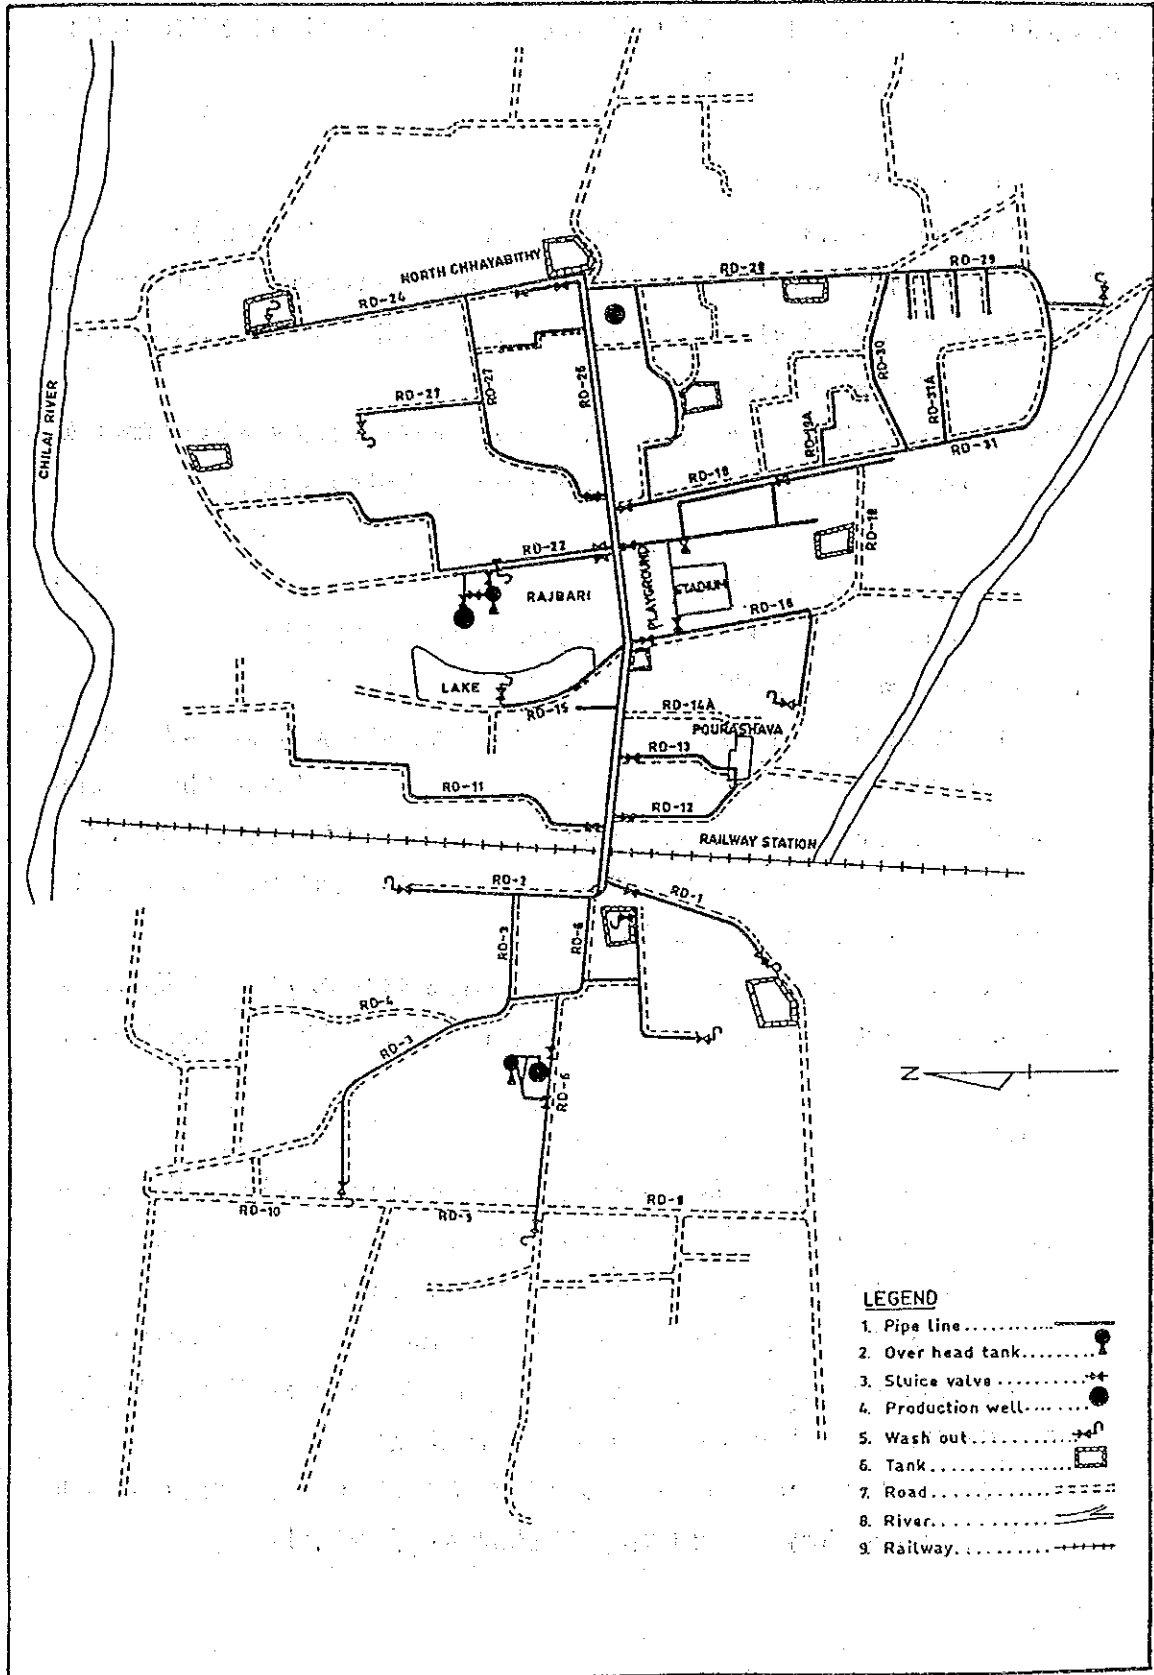 NORTH CHHAYABITHY
RD-24
RD-28
RD-29
CHILAI RIVER
RD-27
RD-27
RD-26
RD-30
RD-31A
RD-19A
RD-31
RD-18
RD-18
RD-22
RAJBARI
PLAYGROUND
STADIUM
RD-16
LAKE
RD-15
RD-14A
POURASHAVA
RD-13
RD-11
RD-12
RAILWAY STATION
RD-2
RD-1
RD-3
RD-6
RD-4
RD-3
RD-6
N
RD-10
RD-9
RD-8
LEGEND
1. Pipe line............
2. Over head tank.........
3. Sluice valve..........
4. Production well.......
5. Wash out...........
6. Tank................
7. Road...............
8. River..............
9. Railway...........